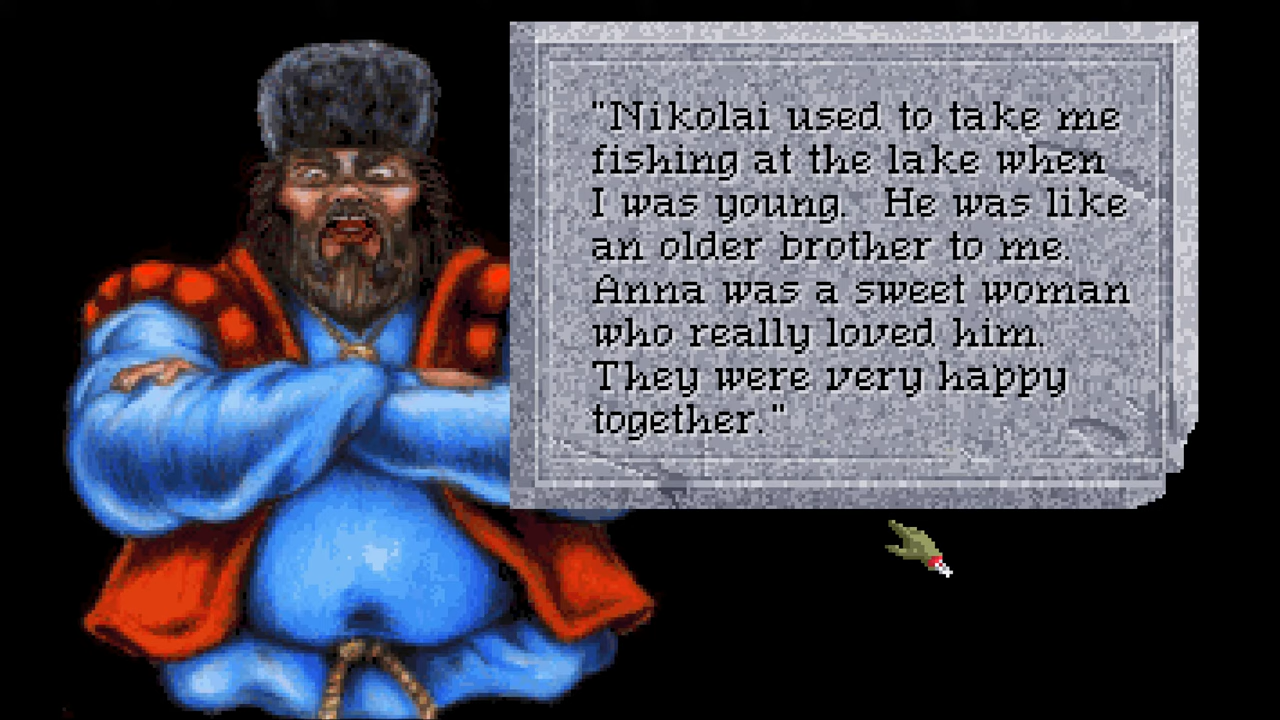 "Nikolai used to take me
fishing at the lake when
I was young.  He was like
an older brother to me.
Anna was a sweet woman
who really loved him.
They were very happy
together."